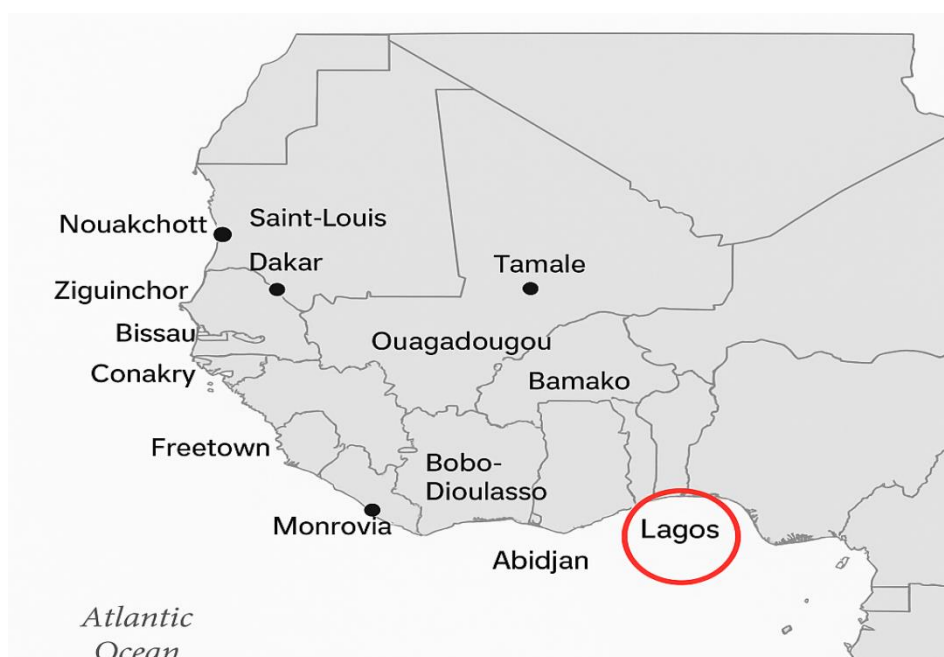 Nouakchott
Saint-Louis
Dakar
Tamale
Ziguinchor
Bissau
Ouagadougou
Conakry
Bamako
Freetown
Bobo-
Dioulasso
Monrovia
Lagos
Abidjan
Atlantic
Ocean